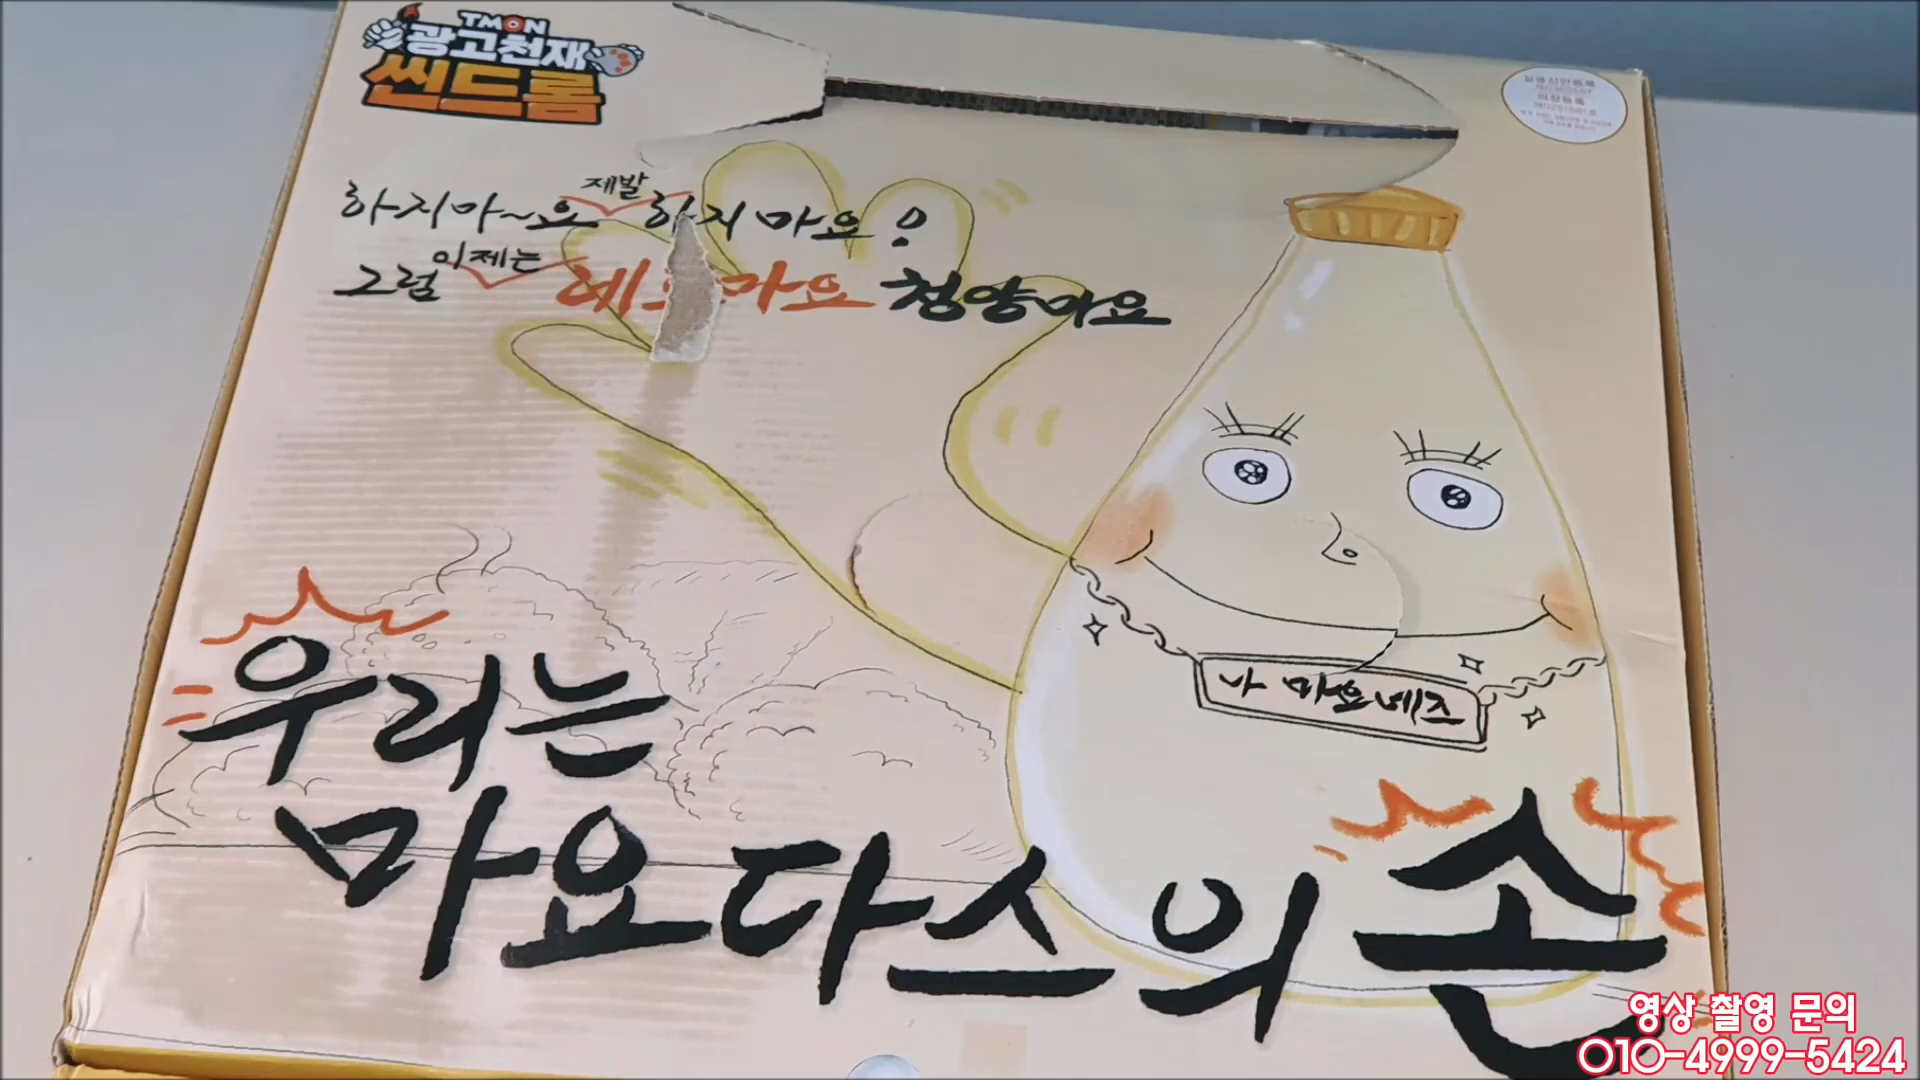 TMON
광고천재
씬드롬
하지마~요 제발 하지마요!
그럼 이제는 레 마요 청양마요
나 마요네즈
우리는
마요다스의 손
영상 촬영 문의
010-4999-5424